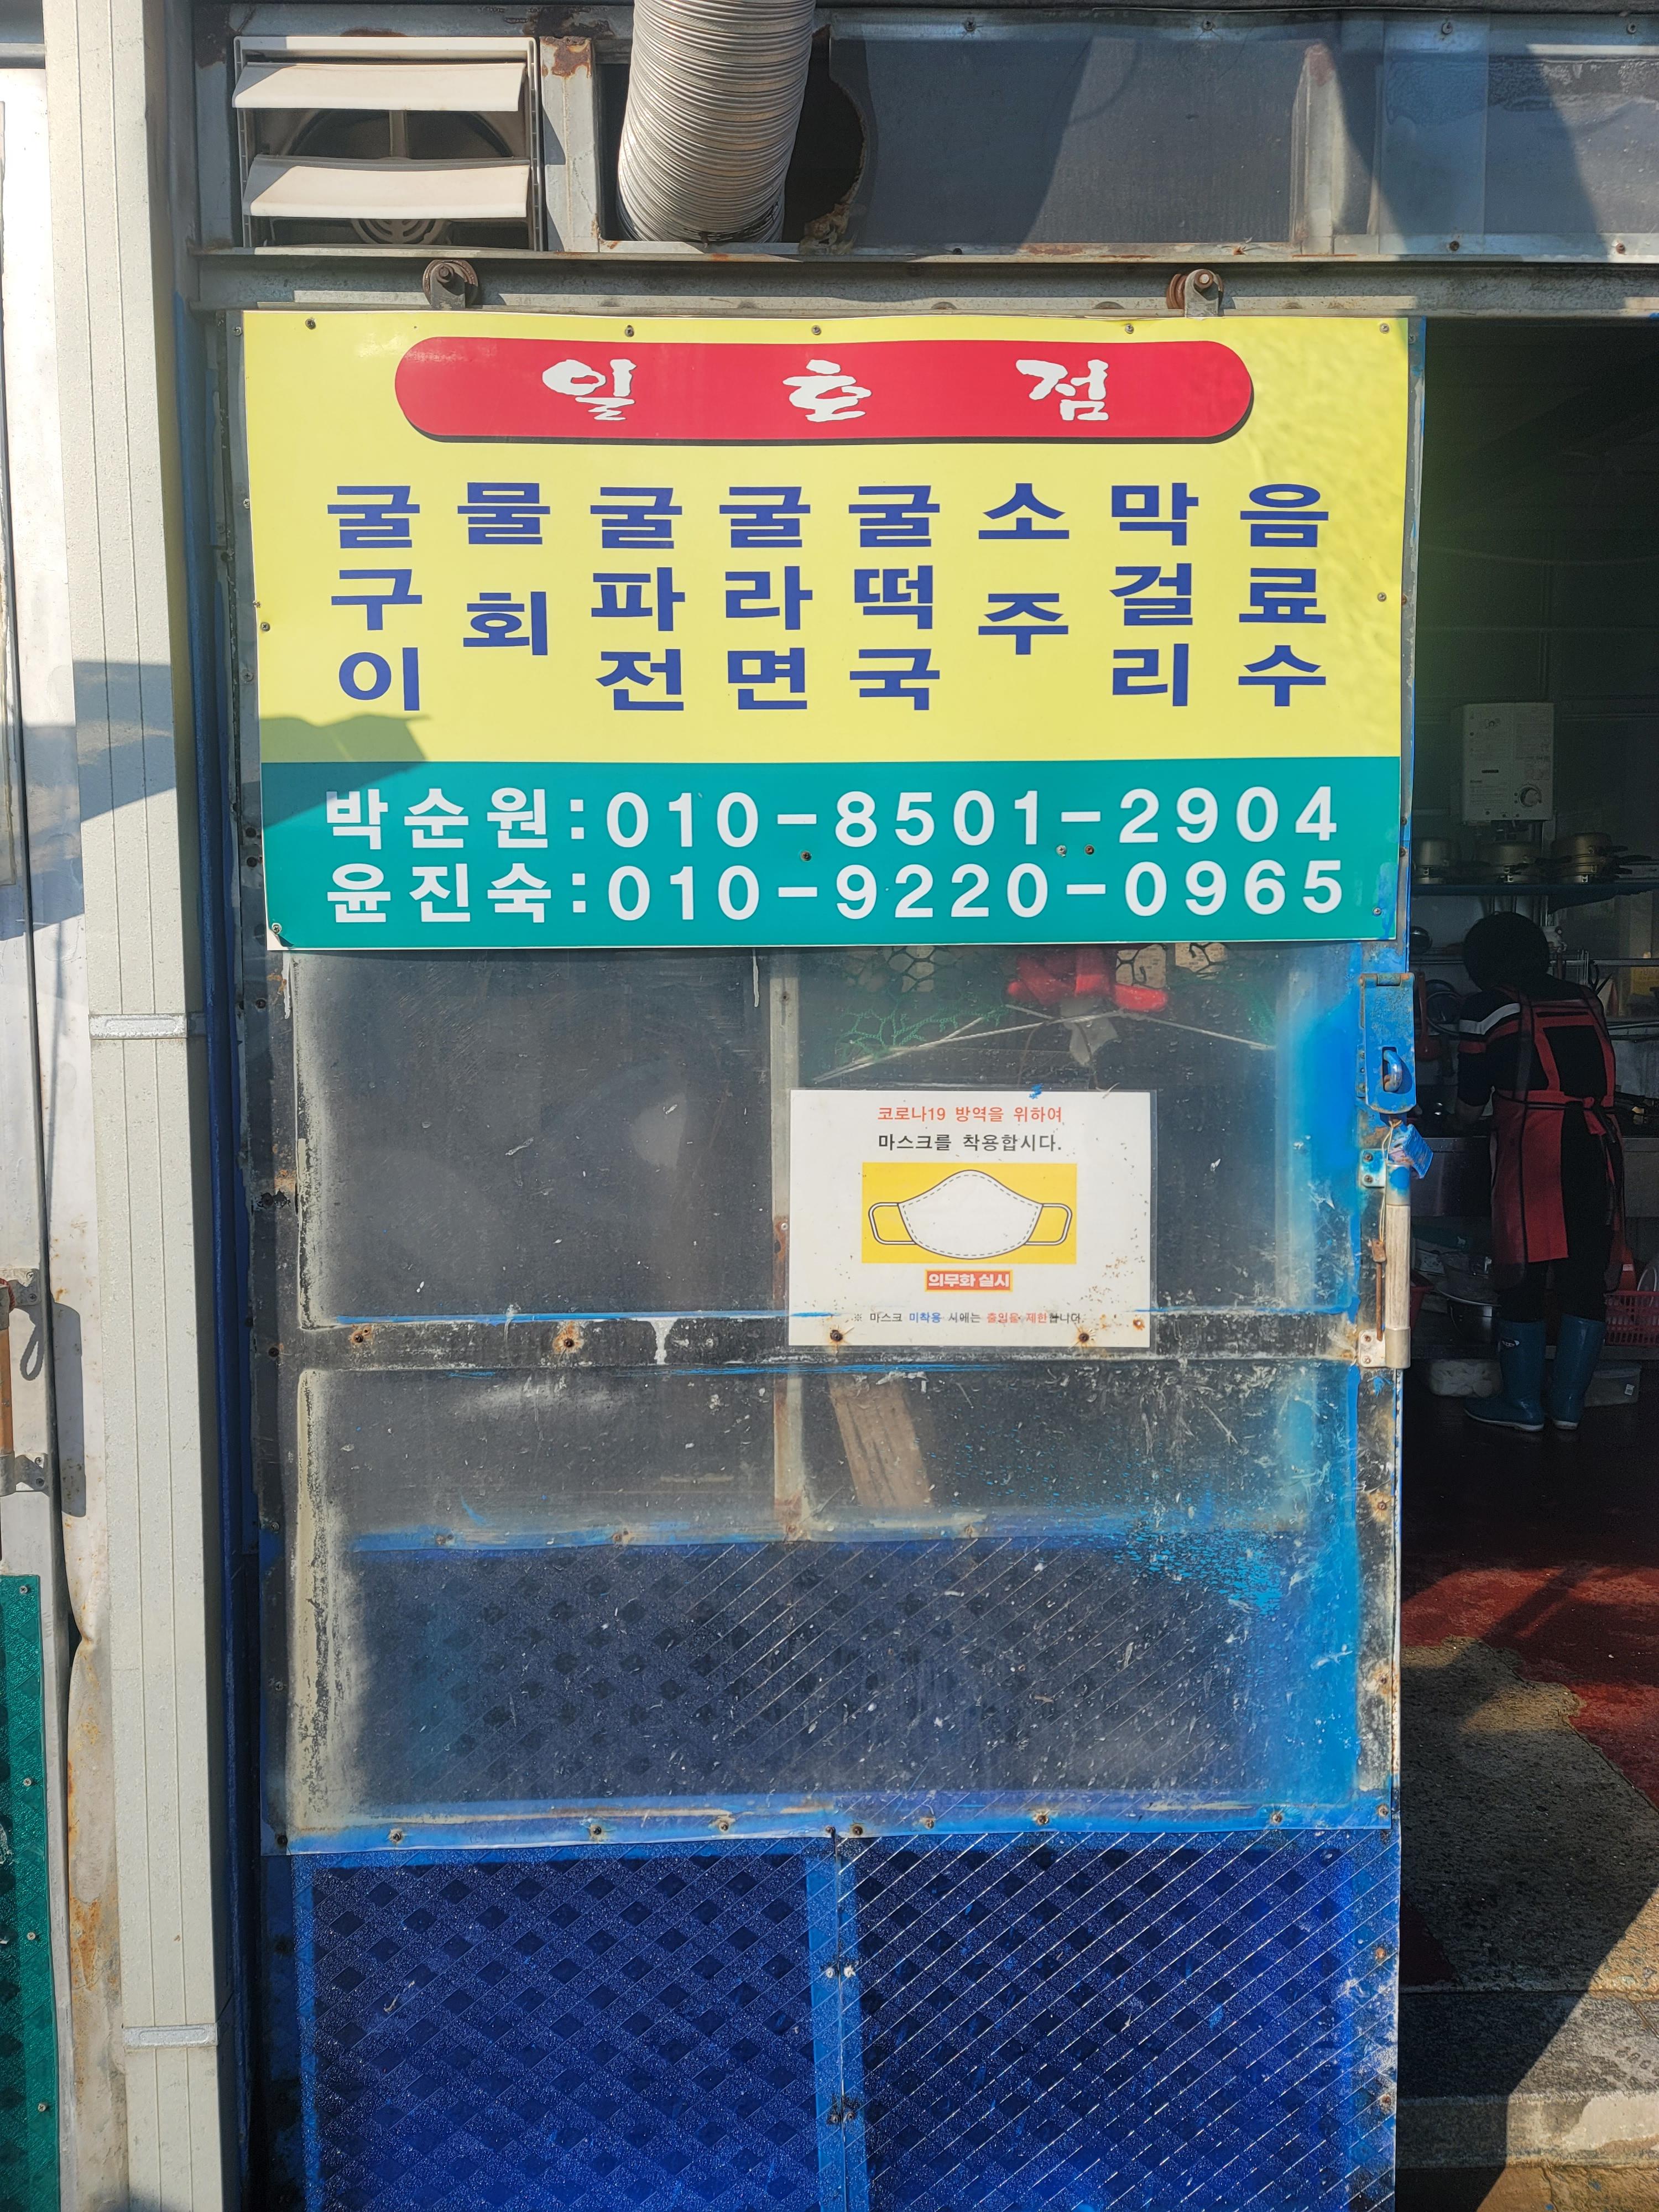 일호점
굴구이
물회
굴파전
굴라면
굴떡국
소주
막걸리
음료수
박순원:010-8501-2904
윤진숙:010-9220-0965
코로나19 방역을 위하여
마스크를 착용합시다.
의무화 실시
※ 마스크 미착용 시에는 출입을 제한합니다.